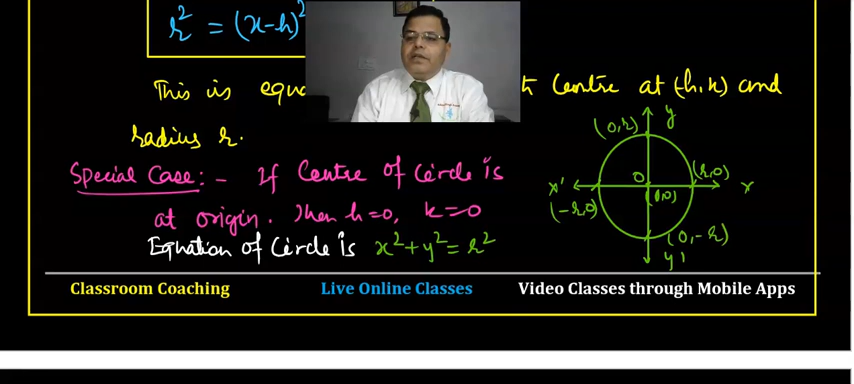 r² = (x-h)²
This is equa centre at (h, k) and
radius r.
Special Case:- If Centre of Circle is
at origin. Then h=0, k=0
Equation of Circle is x²+y²=r²
y
(0,r)
(r,0)
x' O x
(0,0)
(-r,0)
(0,-r)
y'
Classroom Coaching Live Online Classes Video Classes through Mobile Apps